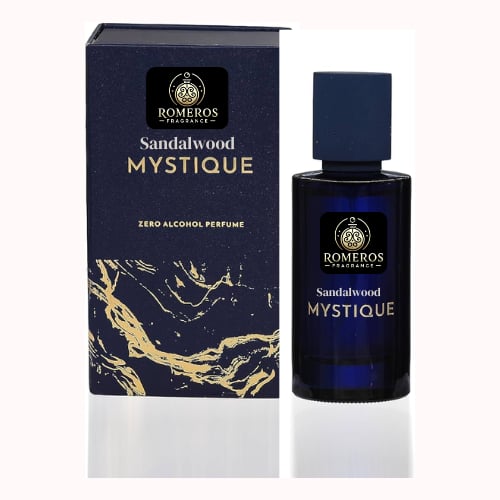 ROMEROS
FRAGRANCE
Sandalwood
MYSTIQUE
ZERO ALCOHOL PERFUME
ROMEROS
FRAGRANCE
Sandalwood
MYSTIQUE